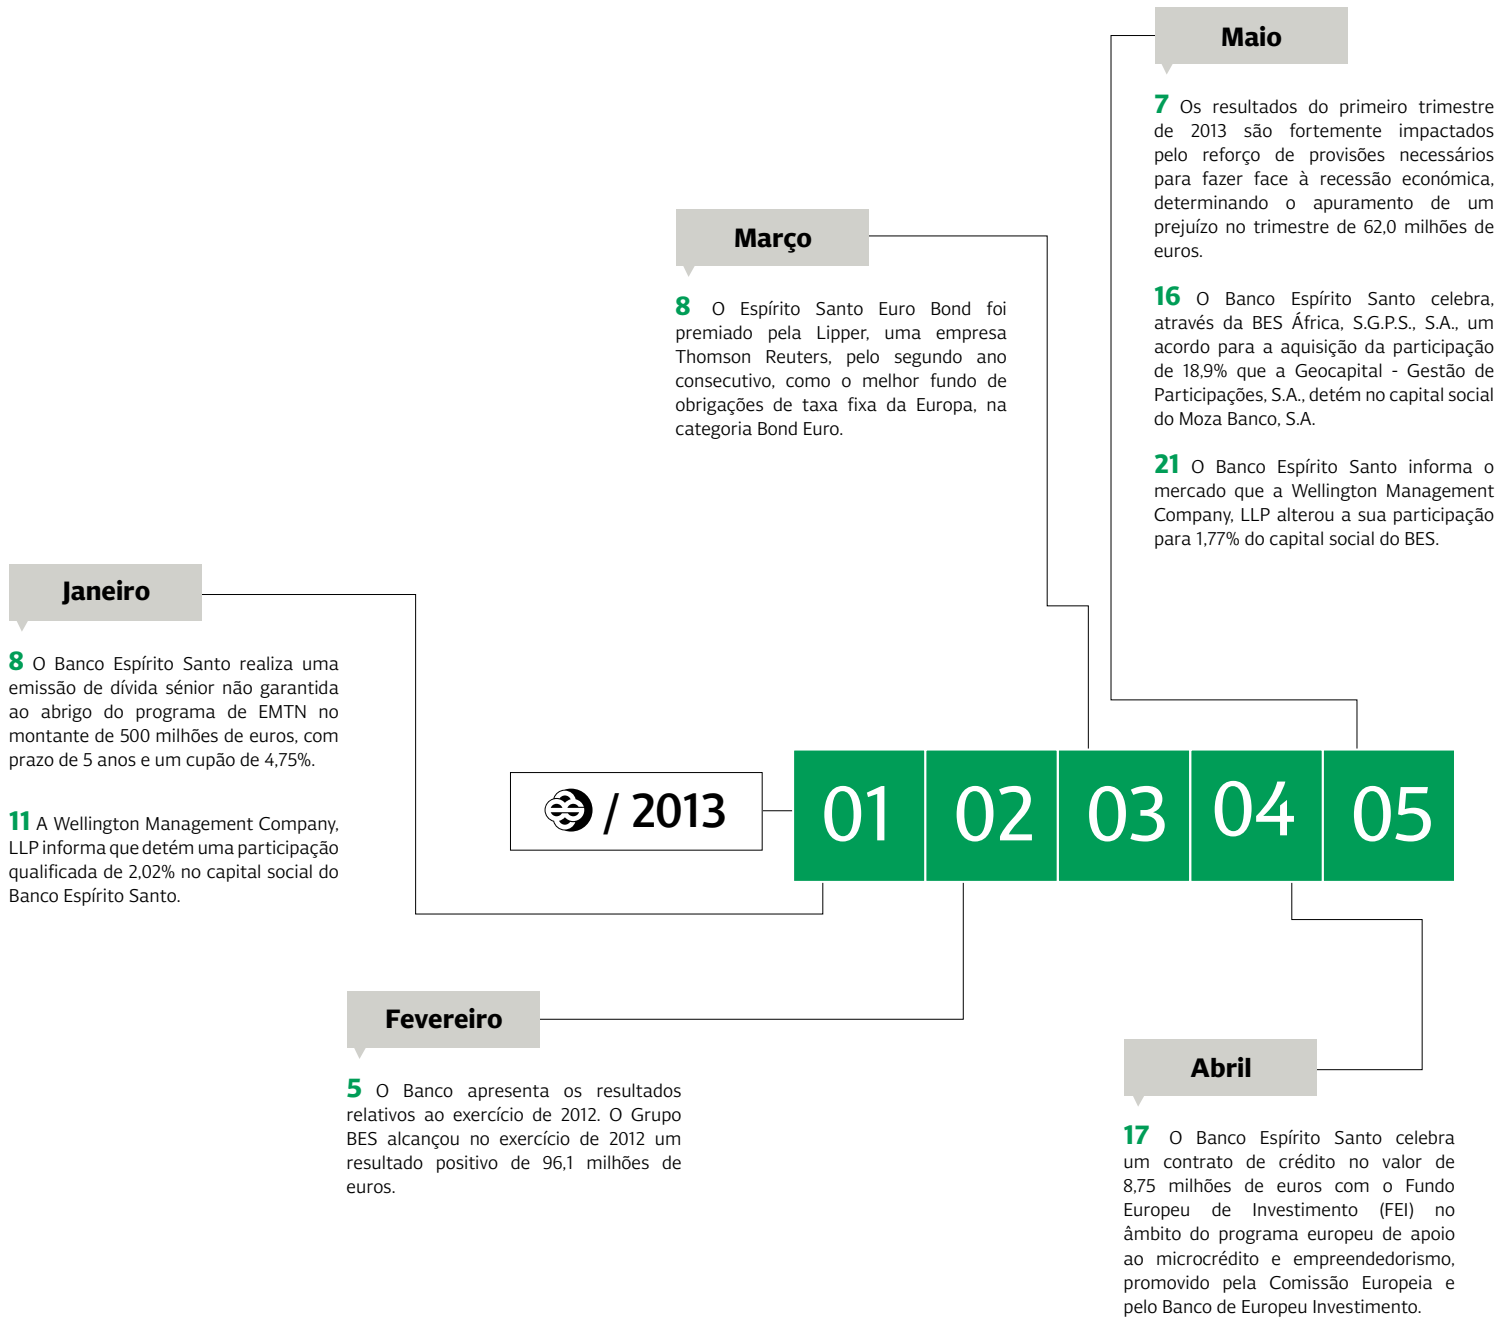 Janeiro
8 O Banco Espírito Santo realiza uma
emissão de dívida sénior não garantida
ao abrigo do programa de EMTN no
montante de 500 milhões de euros, com
prazo de 5 anos e um cupão de 4,75%.
11 A Wellington Management Company,
LLP informa que detém uma participação
qualificada de 2,02% no capital social do
Banco Espírito Santo.
Fevereiro
5 O Banco apresenta os resultados
relativos ao exercício de 2012. O Grupo
BES alcançou no exercício de 2012 um
resultado positivo de 96,1 milhões de
euros.
Março
8 O Espírito Santo Euro Bond foi
premiado pela Lipper, uma empresa
Thomson Reuters, pelo segundo ano
consecutivo, como o melhor fundo de
obrigações de taxa fixa da Europa, na
categoria Bond Euro.
Abril
17 O Banco Espírito Santo celebra
um contrato de crédito no valor de
8,75 milhões de euros com o Fundo
Europeu de Investimento (FEI) no
âmbito do programa europeu de apoio
ao microcrédito e empreendedorismo,
promovido pela Comissão Europeia e
pelo Banco de Europeu Investimento.
Maio
7 Os resultados do primeiro trimestre
de 2013 são fortemente impactados
pelo reforço de provisões necessários
para fazer face à recessão económica,
determinando o apuramento de um
prejuízo no trimestre de 62,0 milhões de
euros.
16 O Banco Espírito Santo celebra,
através da BES África, S.G.P.S., S.A., um
acordo para a aquisição da participação
de 18,9% que a Geocapital - Gestão de
Participações, S.A., detém no capital social
do Moza Banco, S.A.
21 O Banco Espírito Santo informa o
mercado que a Wellington Management
Company, LLP alterou a sua participação
para 1,77% do capital social do BES.
/ 2013
01 02 03 04 05